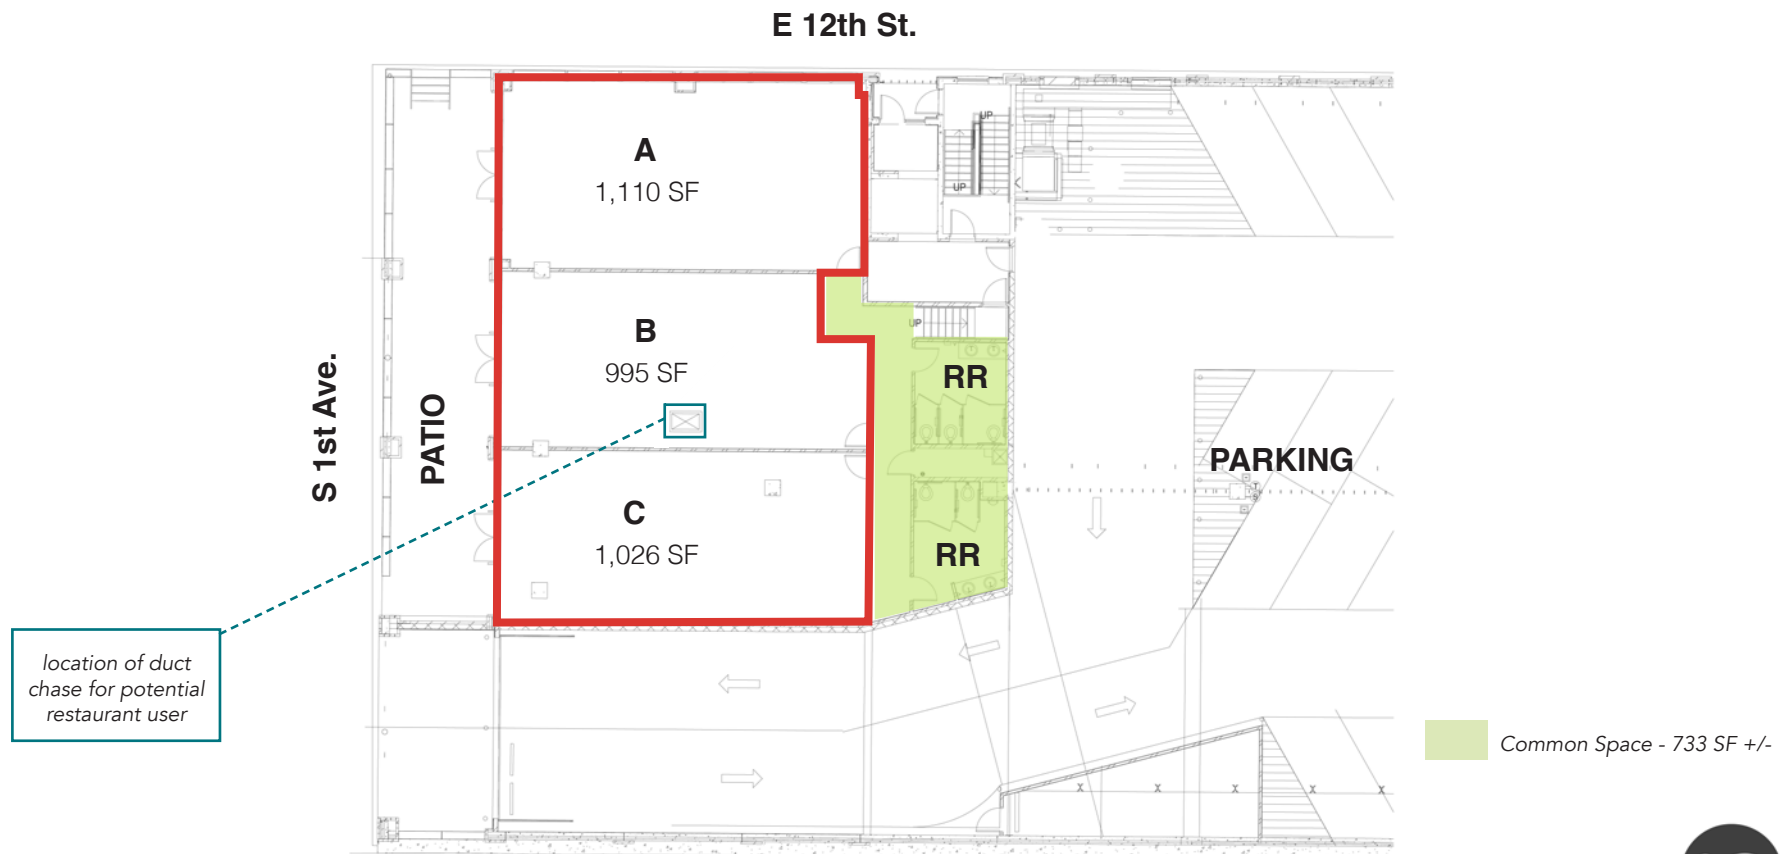 E 12th St.
UP
UP
A
1,110 SF
UP
B
995 SF
RR
S 1st Ave.
PATIO
PARKING
C
1,026 SF
RR
location of duct
chase for potential
restaurant user
Common Space - 733 SF +/-
X X X X X